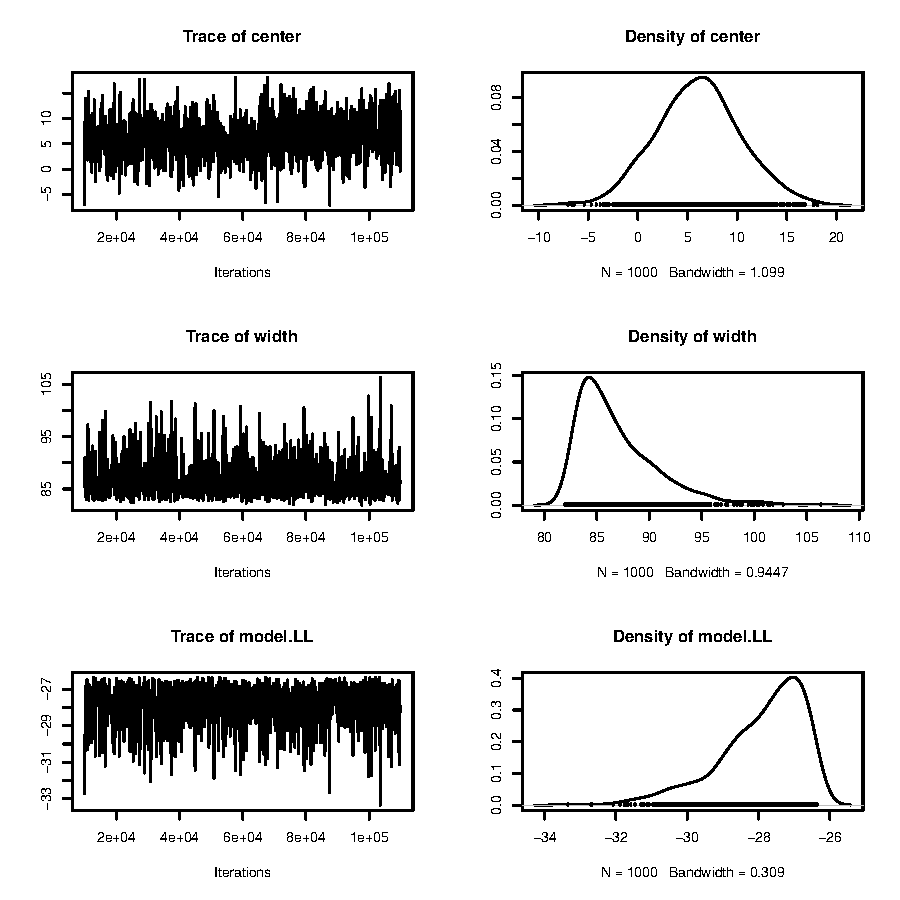 Trace of center
10
5
0
−5
2e+04 4e+04 6e+04 8e+04 1e+05
Iterations
Density of center
0.08
0.04
0.00
−10 −5 0 5 10 15 20
N = 1000 Bandwidth = 1.099
Trace of width
105
95
85
2e+04 4e+04 6e+04 8e+04 1e+05
Iterations
Density of width
0.15
0.10
0.05
0.00
80 85 90 95 100 105 110
N = 1000 Bandwidth = 0.9447
Trace of model.LL
−27
−29
−31
−33
2e+04 4e+04 6e+04 8e+04 1e+05
Iterations
Density of model.LL
0.4
0.3
0.2
0.1
0.0
−34 −32 −30 −28 −26
N = 1000 Bandwidth = 0.309